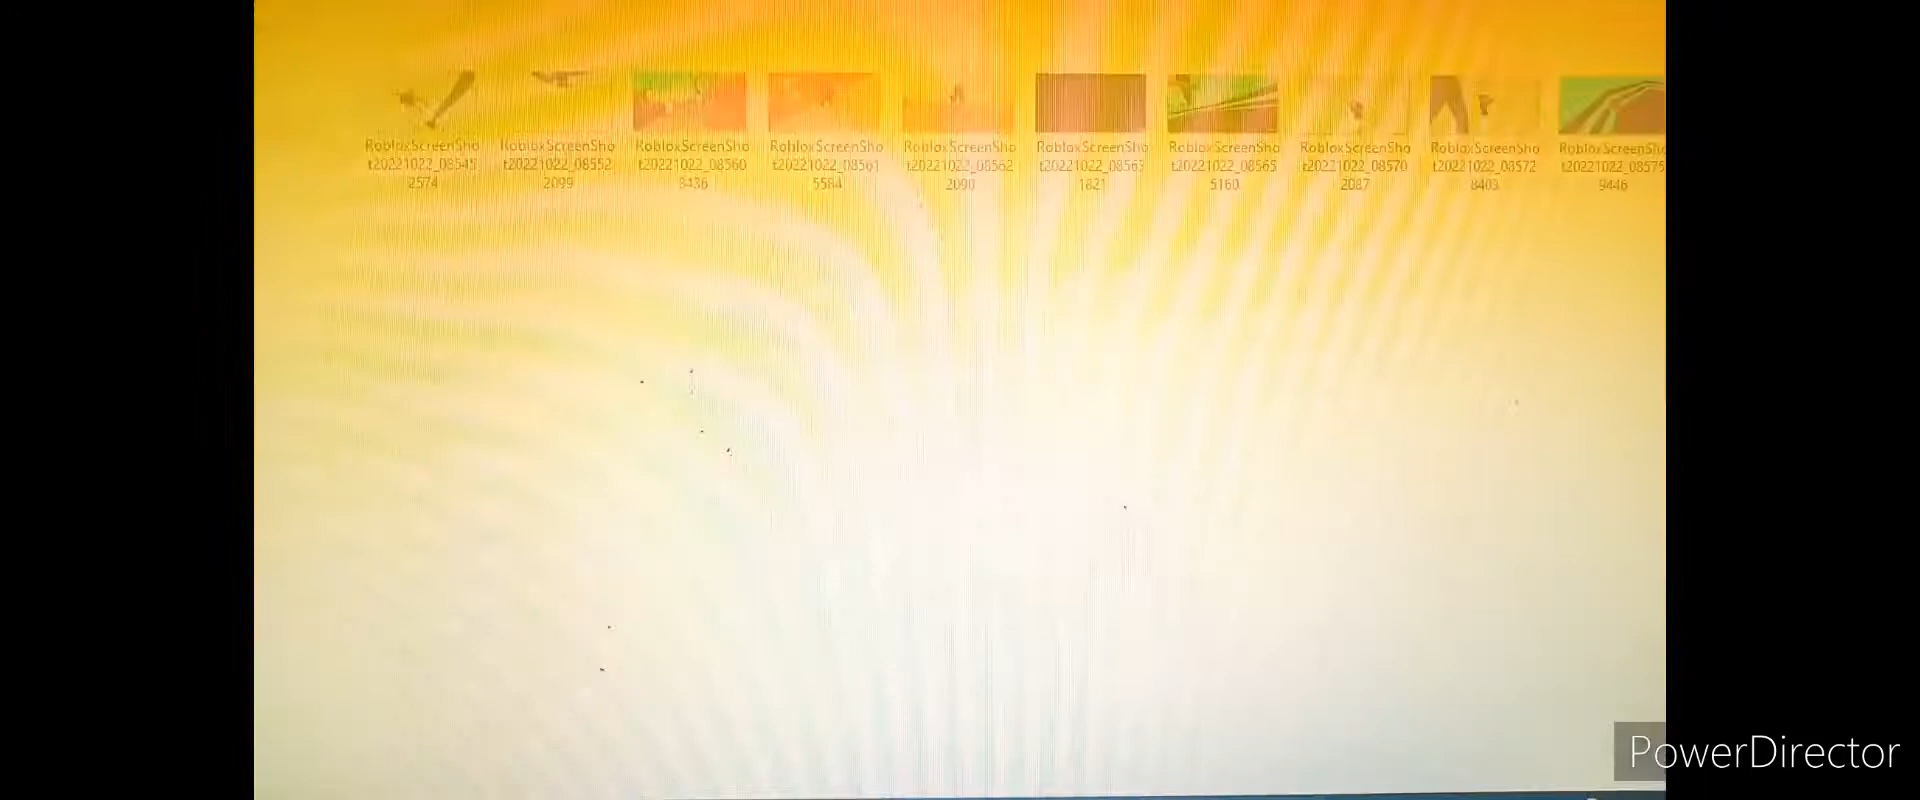 RobloxScreenSho
t20221022_08545
2574
RobloxScreenSho
t20221022_08552
2099
RobloxScreenSho
t20221022_08560
8436
RobloxScreenSho
t20221022_08561
5584
RobloxScreenSho
t20221022_08562
2090
RobloxScreenSho
t20221022_08563
1821
RobloxScreenSho
t20221022_08565
5160
RobloxScreenSho
t20221022_08570
2087
RobloxScreenSho
t20221022_08572
8403
RobloxScreenSho
t20221022_08575
9446
PowerDirector